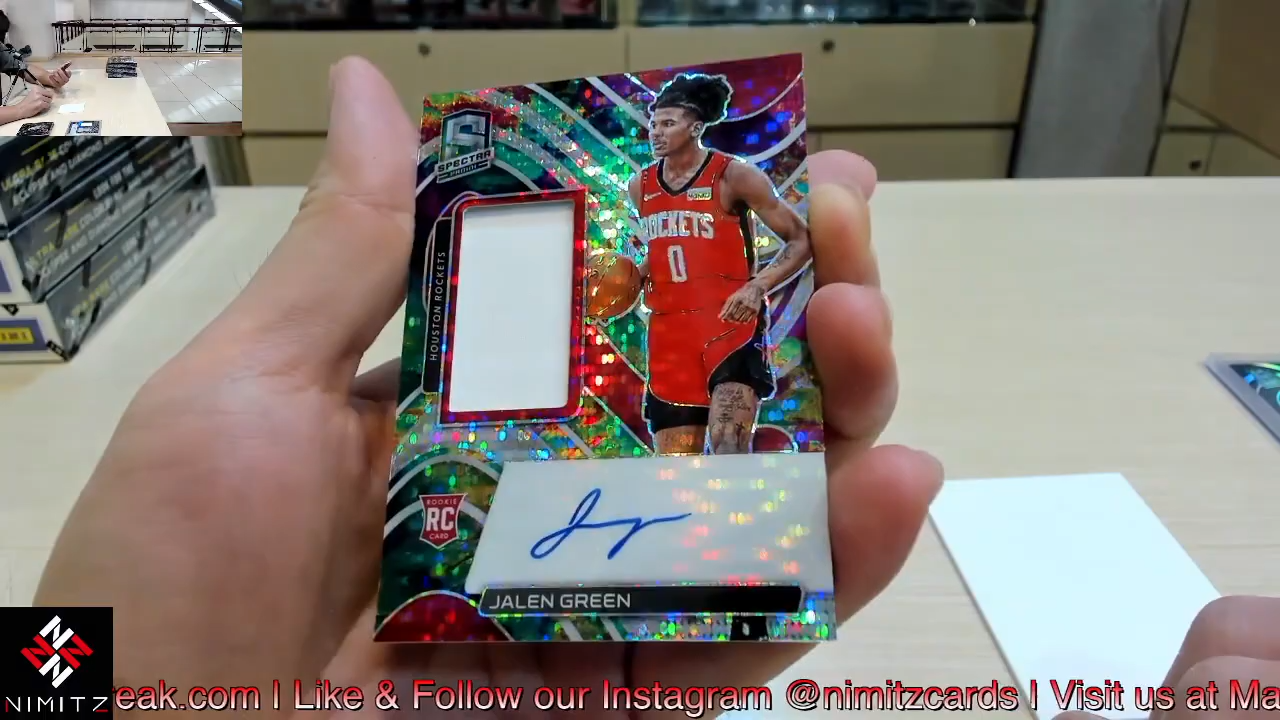 SPECTRA
PANINI
HOUSTON ROCKETS
ROCKETS
0
ROOKIE
RC
CARD
JALEN GREEN
NIMITZ
eak.com | Like & Follow our Instagram @nimitzcards | Visit us at Ma